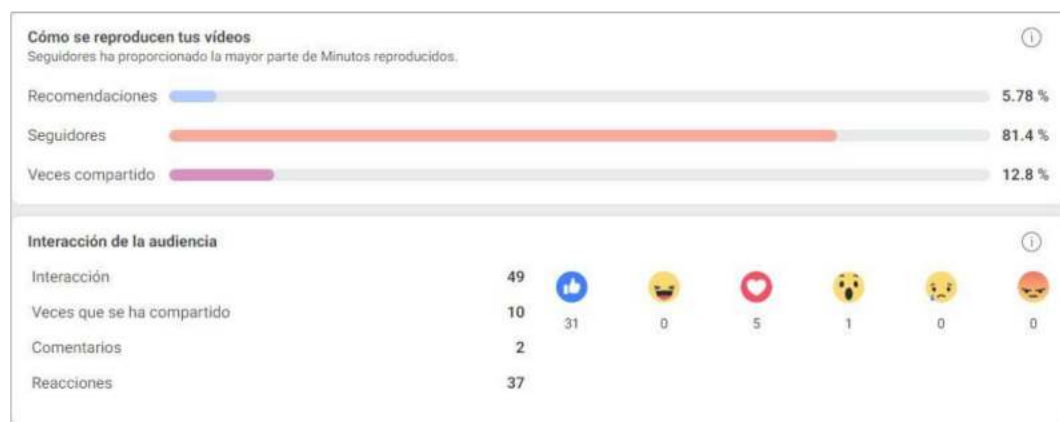 Cómo se reproducen tus vídeos
Seguidores ha proporcionado la mayor parte de Minutos reproducidos.
Recomendaciones 5.78 %
Seguidores 81.4 %
Veces compartido 12.8 %
Interacción de la audiencia
Interacción 49
Veces que se ha compartido 10
31 0 5 1 0 0
Comentarios 2
Reacciones 37